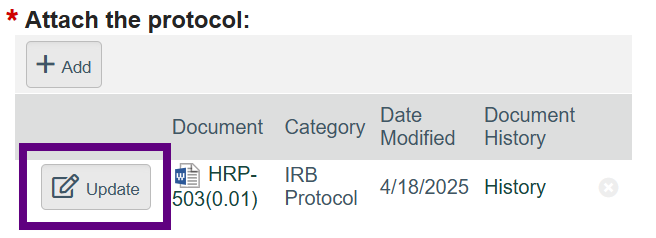 * Attach the protocol:
+ Add
Document Category Date Modified Document History
Update HRP-503(0.01) IRB Protocol 4/18/2025 History